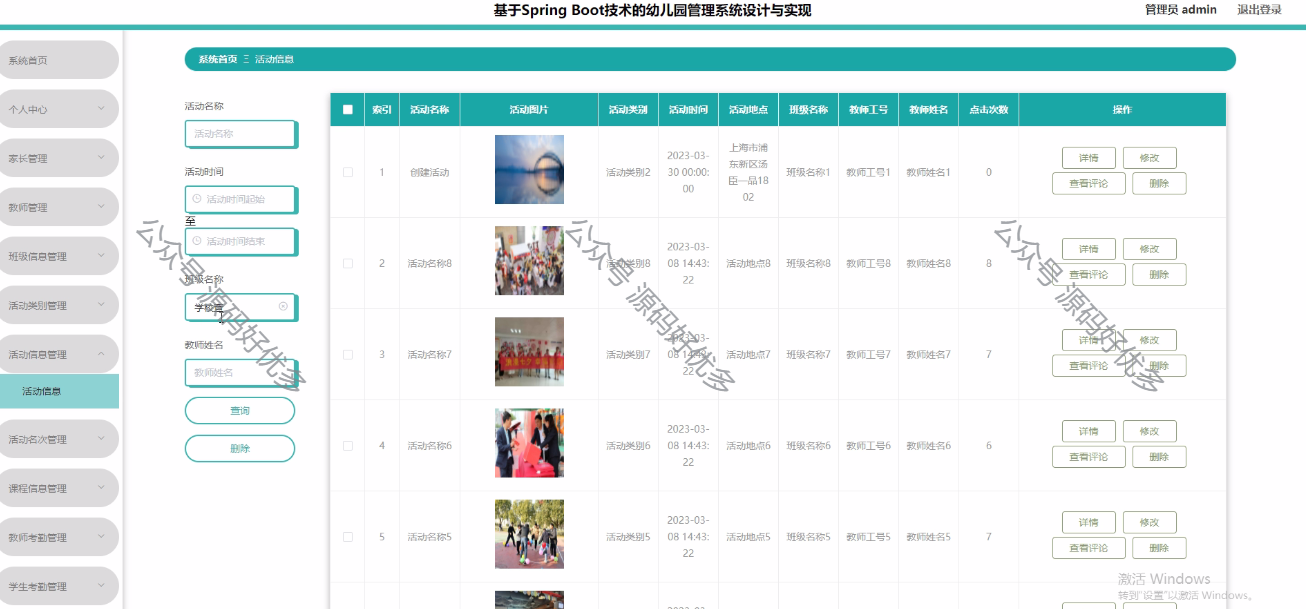 基于Spring Boot技术的幼儿园管理系统设计与实现
管理员 admin
退出登录
系统首页
个人中心
家长管理
教师管理
班级信息管理
活动类别管理
活动信息管理
活动信息
活动名次管理
课程信息管理
教师考勤管理
学生考勤管理
系统首页 Ξ 活动信息
活动名称
活动名称
活动时间
活动时间起始
至
活动时间结束
班级名称
教师姓名
教师姓名
查询
删除
索引 活动名称 活动图片 活动类别 活动时间 活动地点 班级名称 教师工号 教师姓名 点击次数 操作
1 创建活动 活动类别2 2023-03-30 00:00:00 上海市浦东新区汤臣一品1802 班级名称1 教师工号1 教师姓名1 0 详情 修改 查看评论 删除
2 活动名称8 活动类别8 2023-03-08 14:43:22 活动地点8 班级名称8 教师工号8 教师姓名8 8 详情 修改 查看评论 删除
3 活动名称7 活动类别7 2023-03-08 14:43:22 活动地点7 班级名称7 教师工号7 教师姓名7 7 详情 修改 查看评论 删除
4 活动名称6 活动类别6 2023-03-08 14:43:22 活动地点6 班级名称6 教师工号6 教师姓名6 6 详情 修改 查看评论 删除
5 活动名称5 活动类别5 2023-03-08 14:43:22 活动地点5 班级名称5 教师工号5 教师姓名5 7 详情 修改 查看评论 删除
公众号:源码好优多
公众号:源码好优多
公众号:源码好优多
激活 Windows
转到"设置"以激活 Windows。